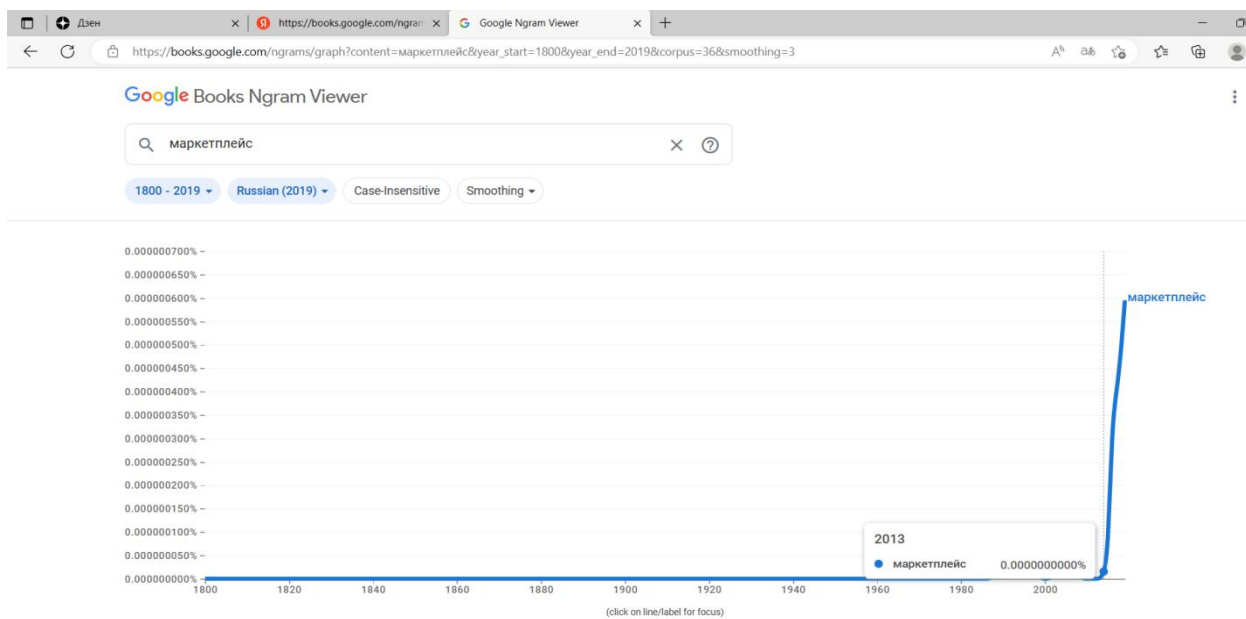 Дзен
https://books.google.com/ngram
Google Ngram Viewer
https://books.google.com/ngrams/graph?content=маркетплейс&year_start=1800&year_end=2019&corpus=36&smoothing=3
Google Books Ngram Viewer
маркетплейс
1800 - 2019
Russian (2019)
Case-Insensitive
Smoothing
0.000000700%
0.000000650%
0.000000600%
маркетплейс
0.000000550%
0.000000500%
0.000000450%
0.000000400%
0.000000350%
0.000000300%
0.000000250%
0.000000200%
0.000000150%
0.000000100%
0.000000050%
0.000000000%
2013
маркетплейс 0.0000000000%
1800 1820 1840 1860 1880 1900 1920 1940 1960 1980 2000
(click on line/label for focus)